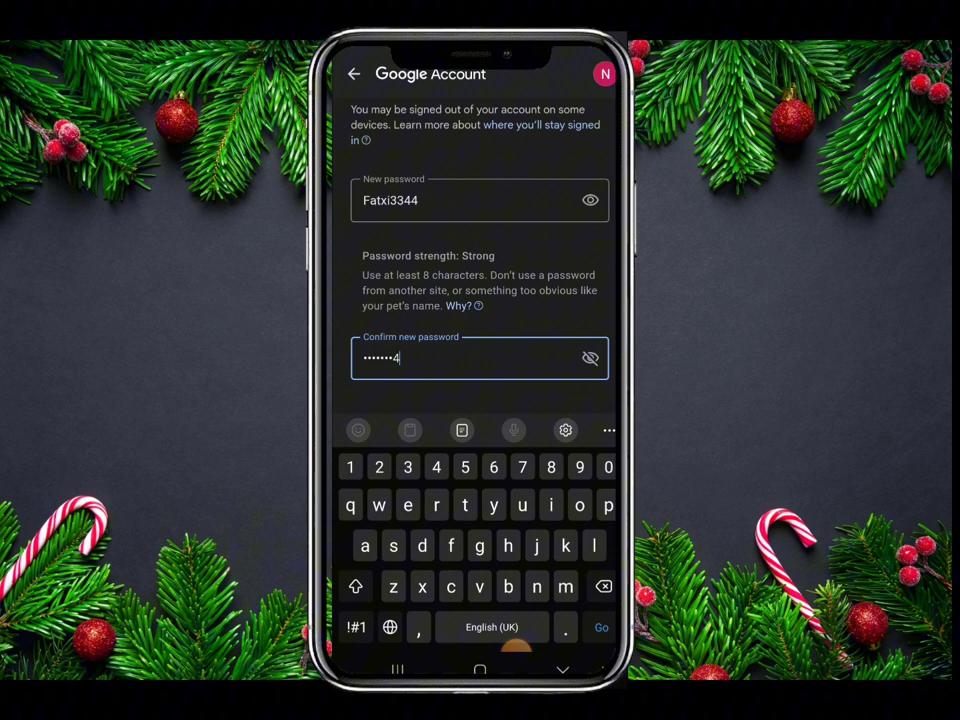 Google Account
N
You may be signed out of your account on some
devices. Learn more about where you'll stay signed
in
New password
Fatxi3344
Password strength: Strong
Use at least 8 characters. Don't use a password
from another site, or something too obvious like
your pet's name. Why?
Confirm new password
•••••••4
1 2 3 4 5 6 7 8 9 0
q w e r t y u i o p
a s d f g h j k l
z x c v b n m
!#1 , English (UK) . Go